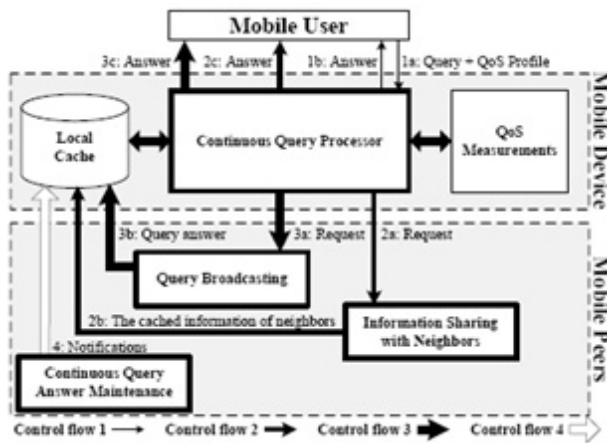 Mobile User
3c: Answer 2c: Answer 1b: Answer 1a: Query + QoS Profile
Local
Cache
Continuous Query Processor
QoS
Measurements
Mobile Device
3b: Query answer 3a: Request 2a: Request
Query Broadcasting
2b: The cached information of neighbors
Information Sharing
with Neighbors
4: Notifications
Continuous Query
Answer Maintenance
Mobile Peers
Control flow 1 Control flow 2 Control flow 3 Control flow 4